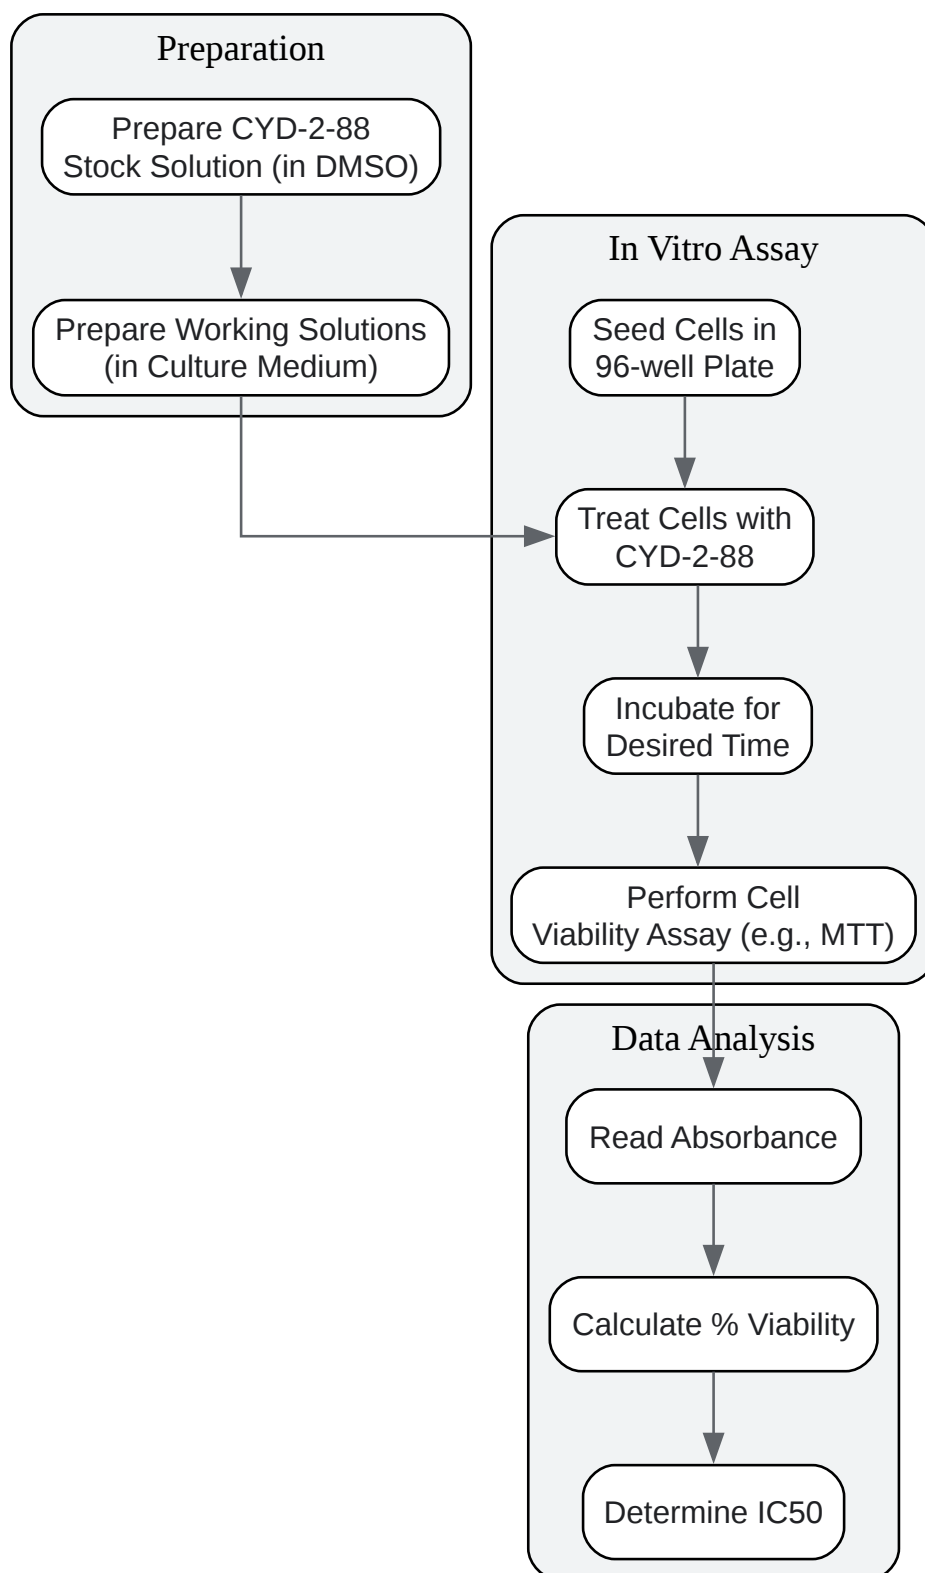 Preparation
Prepare CYD-2-88
Stock Solution (in DMSO)
Prepare Working Solutions
(in Culture Medium)
In Vitro Assay
Seed Cells in
96-well Plate
Treat Cells with
CYD-2-88
Incubate for
Desired Time
Perform Cell
Viability Assay (e.g., MTT)
Data Analysis
Read Absorbance
Calculate % Viability
Determine IC50